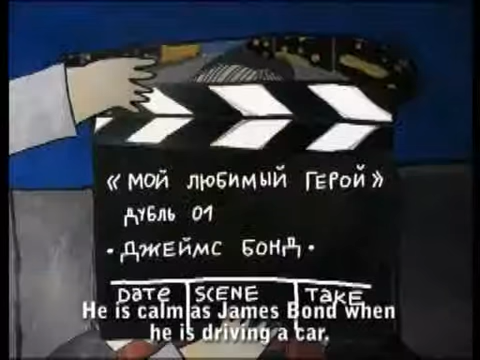 «МОЙ ЛЮБИМЫЙ ГЕРОЙ»
ДУБЛЬ 01
• ДЖЕЙМС БОНД •
DATE SCENE TAKE
He is calm as James Bond when
he is driving a car.